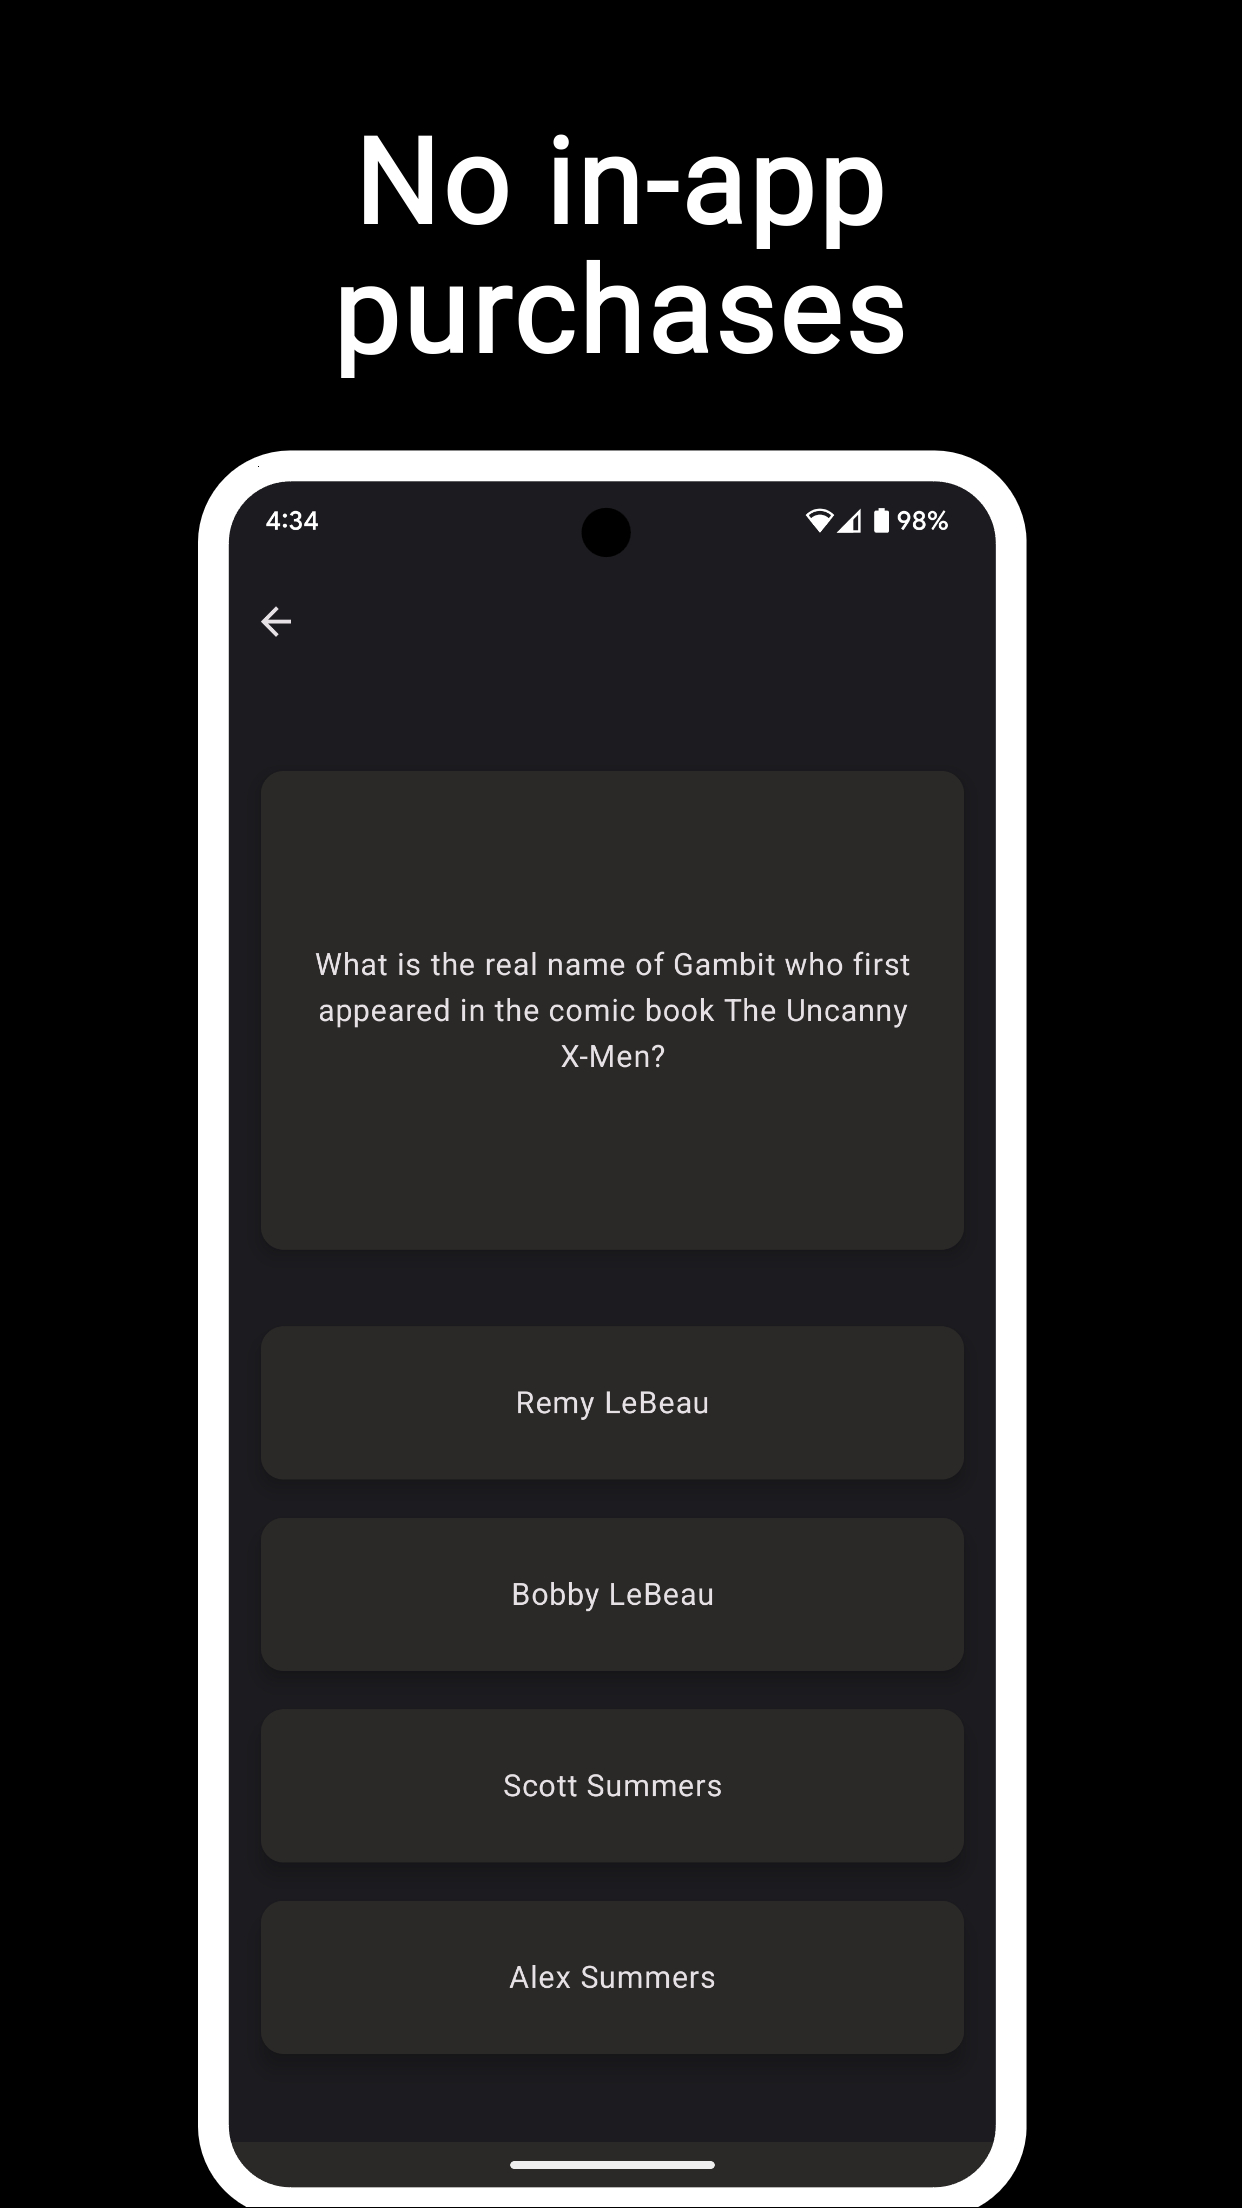 No in-app
purchases
4:34
98%
What is the real name of Gambit who first
appeared in the comic book The Uncanny
X-Men?
Remy LeBeau
Bobby LeBeau
Scott Summers
Alex Summers